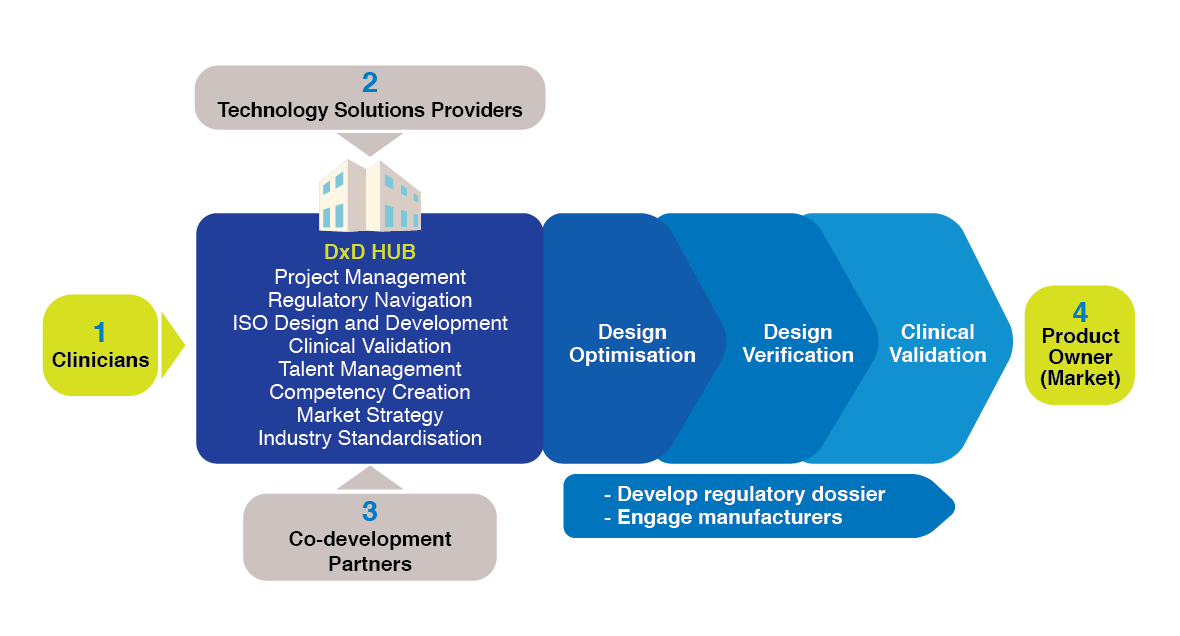 2
Technology Solutions Providers
DxD HUB
Project Management
Regulatory Navigation
ISO Design and Development
Clinical Validation
Talent Management
Competency Creation
Market Strategy
Industry Standardisation
1
Clinicians
3
Co-development
Partners
Design
Optimisation
Design
Verification
Clinical
Validation
- Develop regulatory dossier
- Engage manufacturers
4
Product
Owner
(Market)